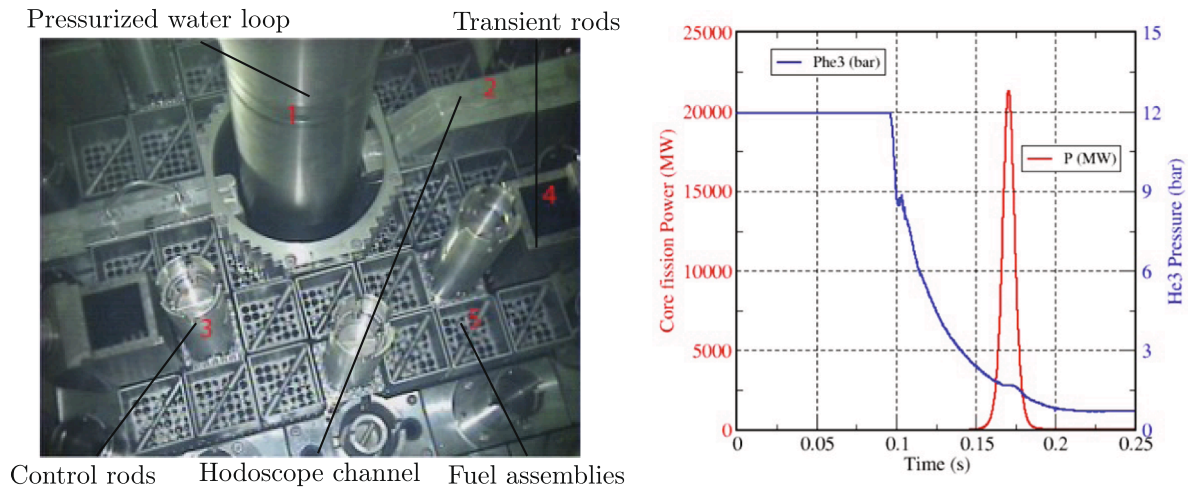 Pressurized water loop
Transient rods
1
2
3
4
5
Control rods
Hodoscope channel
Fuel assemblies
25000
20000
15000
10000
5000
0
Core fission Power (MW)
Phe3 (bar)
P (MW)
15
12
9
6
3
0
He3 Pressure (bar)
0
0.05
0.1
0.15
0.2
0.25
Time (s)